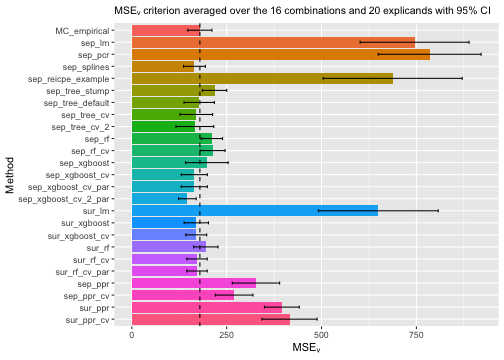 MSEᵥ criterion averaged over the 16 combinations and 20 explicands with 95% CI
Method
MC_empirical
sep_lm
sep_pcr
sep_splines
sep_reicpe_example
sep_tree_stump
sep_tree_default
sep_tree_cv
sep_tree_cv_2
sep_rf
sep_rf_cv
sep_xgboost
sep_xgboost_cv
sep_xgboost_cv_par
sep_xgboost_cv_2_par
sur_lm
sur_xgboost
sur_xgboost_cv
sur_rf
sur_rf_cv
sur_rf_cv_par
sep_ppr
sep_ppr_cv
sur_ppr
sur_ppr_cv
0 250 500 750
MSEᵥ